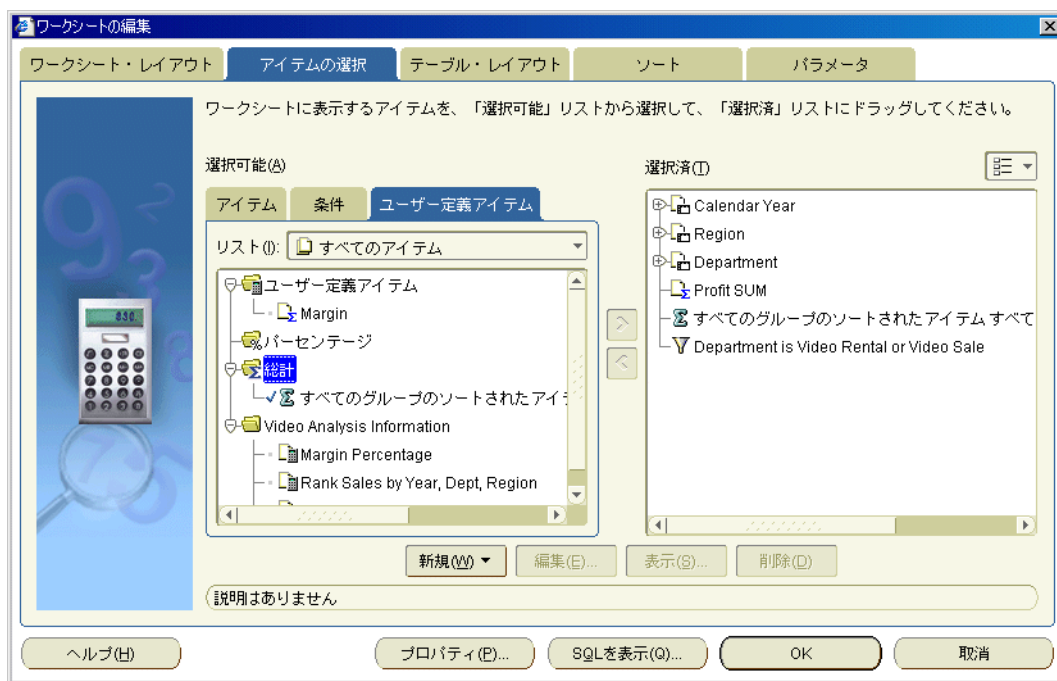 ワークシートの編集
ワークシート・レイアウト アイテムの選択 テーブル・レイアウト ソート パラメータ
ワークシートに表示するアイテムを、「選択可能」リストから選択して、「選択済」リストにドラッグしてください。
選択可能(A)
選択済(T)
アイテム 条件 ユーザー定義アイテム
リスト(I): すべてのアイテム
ユーザー定義アイテム
Margin
パーセンテージ
総計
すべてのグループのソートされたアイ
Video Analysis Information
Margin Percentage
Rank Sales by Year, Dept, Region
Calendar Year
Region
Department
Profit SUM
すべてのグループのソートされたアイテム すべて
Department is Video Rental or Video Sale
新規(W) 編集(E)... 表示(S)... 削除(D)
説明はありません
ヘルプ(H) プロパティ(P)... SQLを表示(Q)... OK 取消